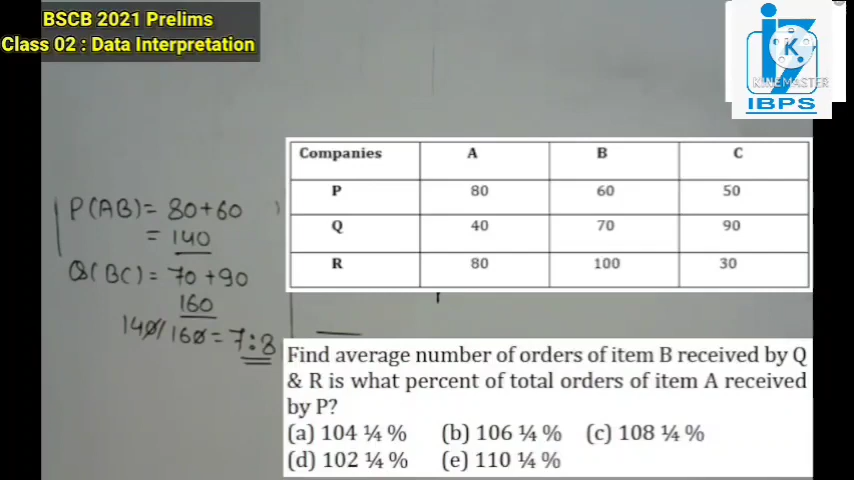 BSCB 2021 Prelims
Class 02 : Data Interpretation
K
KINEMASTER
IBPS
Companies A B C
P 80 60 50
Q 40 70 90
R 80 100 30
P(AB) = 80+60
= 140
Q(BC) = 70+90
160
140/160 = 7:8
Find average number of orders of item B received by Q
& R is what percent of total orders of item A received
by P?
(a) 104 ¼ % (b) 106 ¼ % (c) 108 ¼ %
(d) 102 ¼ % (e) 110 ¼ %